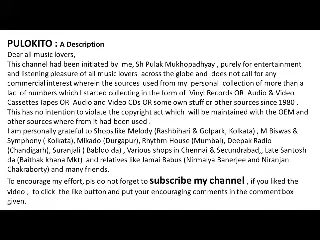 PULOKITO : A Description
Dear all music lovers,
This channel had been initiated by me, Sh Pulak Mukhopadhyay , purely for entertainment
and listening pleasure of all music lovers across the globe and does not call for any
commercial interest where in the sources used from my personal collection of more than a
lac of numbers which I started collecting in the form of Vinyl Records OR Audio & Video
Cassettes Tapes OR Audio and Video CDs OR some own stuff or other sources since 1980 .
This has no intention to violate the copyright act which will be maintained with the OEM and
other sources where from it had been used .
I am personally grateful to Shops like Melody (Rashbihari & Golpark, Kolkata) , M Biswas &
Symphony ( Kolkata), Mikado (Durgapur), Rhythm House (Mumbai), Deepak Radio
(Chandigarh), Suranjali ( Babloo da) , Various shops in Chennai & Secundrabad,, Late Santosh
da (Baithak khana Mkt) and relatives like Jamai Babus (Nirmalya Banerjee and Niranjan
Chakraborty) and many friends.
To encourage my effort, pls do not forget to subscribe my channel , if you liked the
video , to click the like button and put your encouraging comments in the comment box
given.